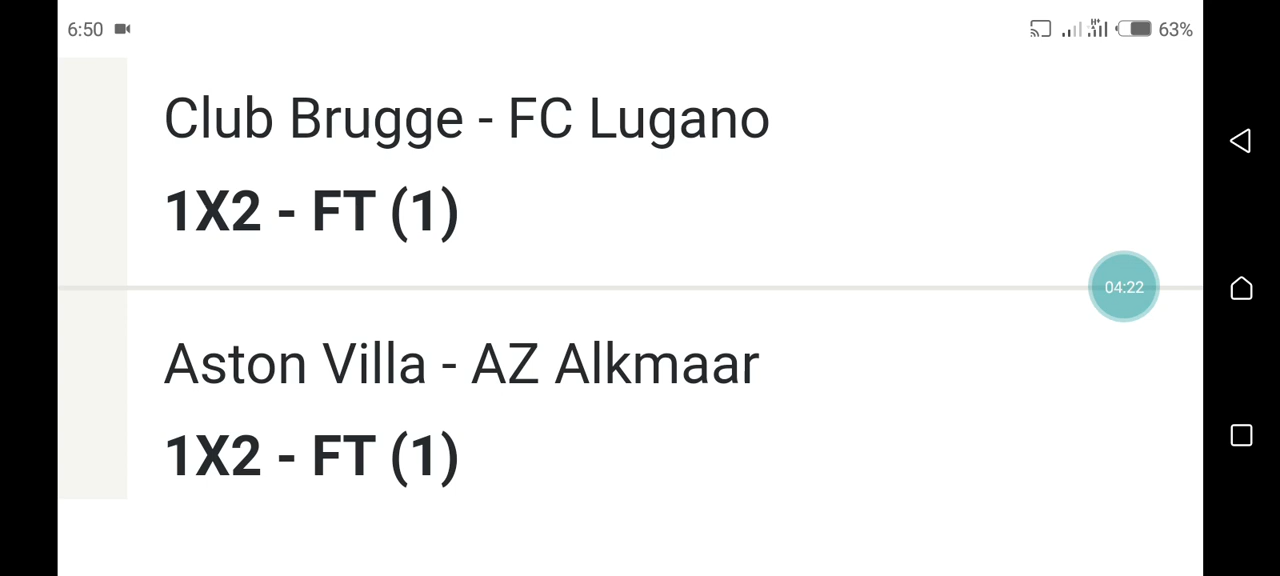 6:50
H+
63%
Club Brugge - FC Lugano
1X2 - FT (1)
04:22
Aston Villa - AZ Alkmaar
1X2 - FT (1)